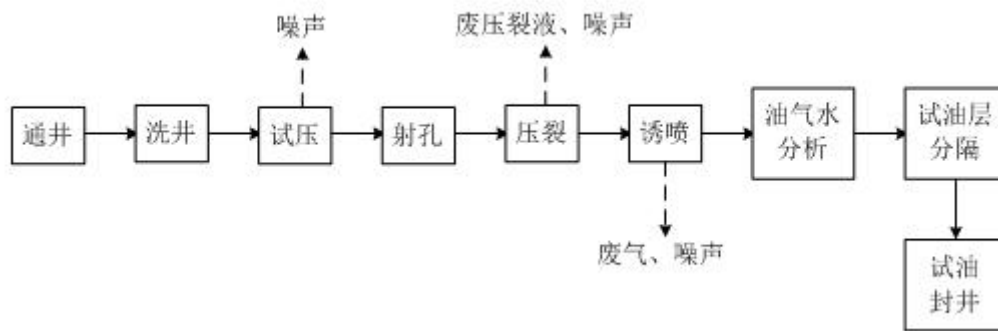 噪声
废压裂液、噪声
通井
洗井
试压
射孔
压裂
诱喷
油气水
分析
试油层
分隔
废气、噪声
试油
封井